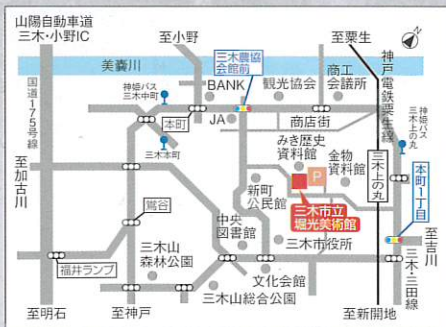 山陽自動車道
三木・小野IC
至小野
三木農協
会館前
至粟生
神戸電鉄粟生線
美嚢川
国道175号線
神姫バス
三木中町
BANK
観光協会
商工
会議所
神姫バス
三木上の丸
本町
JA
商店街
三木本町
みき歴史
資料館
金物
資料館
三木上の丸
本町1丁目
至加古川
P
新町
公民館
三木市立
堀光美術館
鶯谷
至吉川
中央
図書館
三木市役所
三木・三田線
三木山
森林公園
福井ランプ
文化会館
三木山総合公園
至明石
至神戸
至新開地